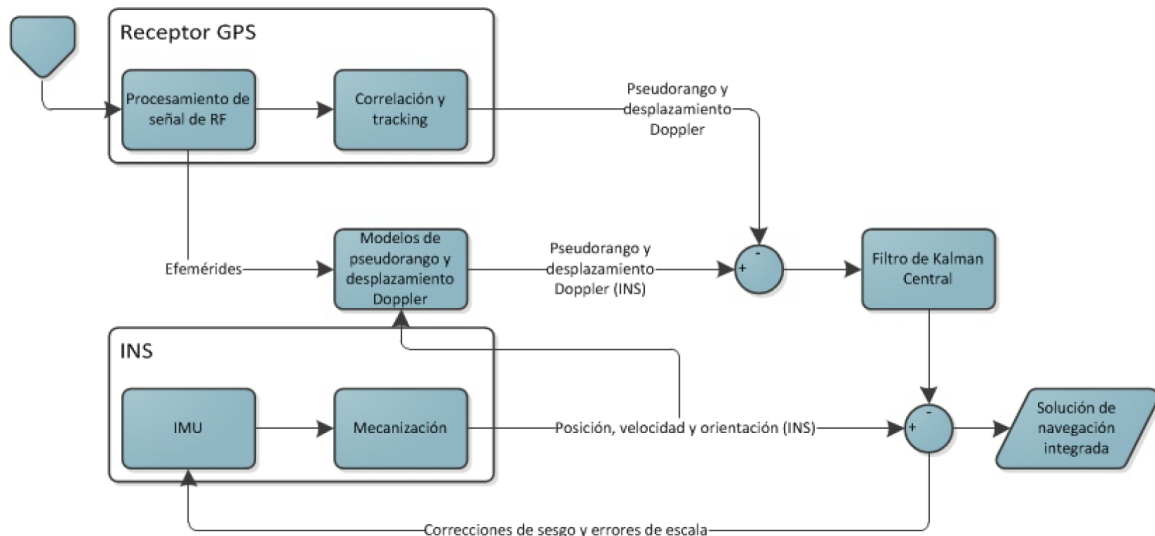 Receptor GPS
Procesamiento de
señal de RF
Correlación y
tracking
Pseudorango y
desplazamiento
Doppler
Efemérides
Modelos de
pseudorango y
desplazamiento
Doppler
Pseudorango y
desplazamiento
Doppler (INS)
+
-
Filtro de Kalman
Central
INS
IMU
Mecanización
Posición, velocidad y orientación (INS)
+
-
Solución de
navegación
integrada
Correcciones de sesgo y errores de escala